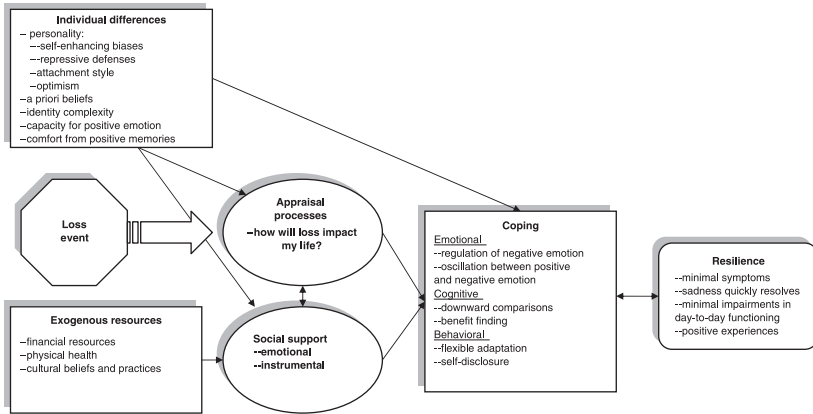 Individual differences
– personality:
--self-enhancing biases
--repressive defenses
–attachment style
–optimism
–a priori beliefs
–identity complexity
–capacity for positive emotion
–comfort from positive memories
Loss
event
Appraisal
processes
–how will loss impact
my life?
Exogenous resources
–financial resources
–physical health
–cultural beliefs and practices
Social support
--emotional
--instrumental
Coping
Emotional
--regulation of negative emotion
--oscillation between positive
and negative emotion
Cognitive
--downward comparisons
--benefit finding
Behavioral
--flexible adaptation
--self-disclosure
Resilience
--minimal symptoms
--sadness quickly resolves
--minimal impairments in
day-to-day functioning
--positive experiences